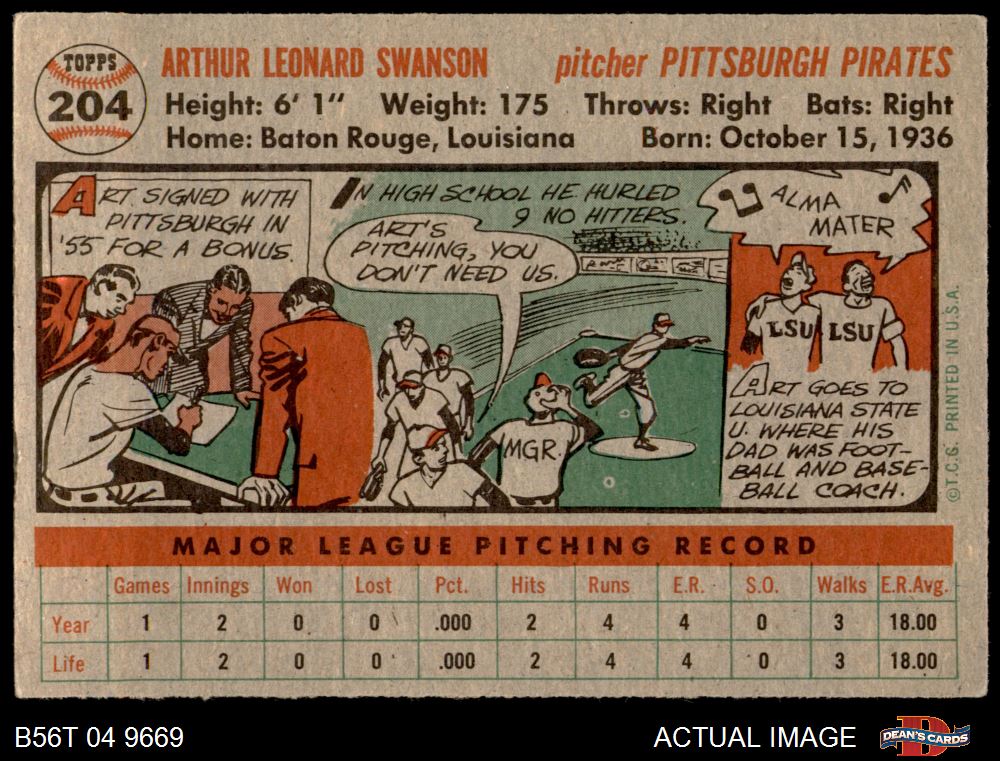 TOPPS
204
ARTHUR LEONARD SWANSON pitcher PITTSBURGH PIRATES
Height: 6' 1" Weight: 175 Throws: Right Bats: Right
Home: Baton Rouge, Louisiana Born: October 15, 1936
ART SIGNED WITH
PITTSBURGH IN
'55 FOR A BONUS.
IN HIGH SCHOOL HE HURLED
9 NO HITTERS.
ART'S
PITCHING, YOU
DON'T NEED US.
MGR.
ALMA
MATER
LSU LSU
ART GOES TO
LOUISIANA STATE
U. WHERE HIS
DAD WAS FOOT-
BALL AND BASE-
BALL COACH.
©T.C.G. PRINTED IN U.S.A.
MAJOR LEAGUE PITCHING RECORD
Games Innings Won Lost Pct. Hits Runs E.R. S.O. Walks E.R.Avg.
Year 1 2 0 0 .000 2 4 4 0 3 18.00
Life 1 2 0 0 .000 2 4 4 0 3 18.00
B56T 04 9669
ACTUAL IMAGE
DEAN'S CARDS